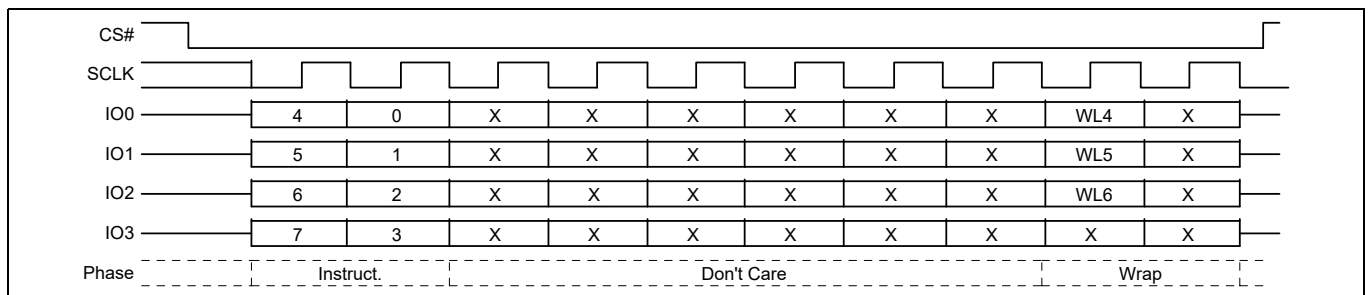 CS#
SCLK
IO0 4 0 X X X X X X WL4 X
IO1 5 1 X X X X X X WL5 X
IO2 6 2 X X X X X X WL6 X
IO3 7 3 X X X X X X X X
Phase Instruct. Don't Care Wrap